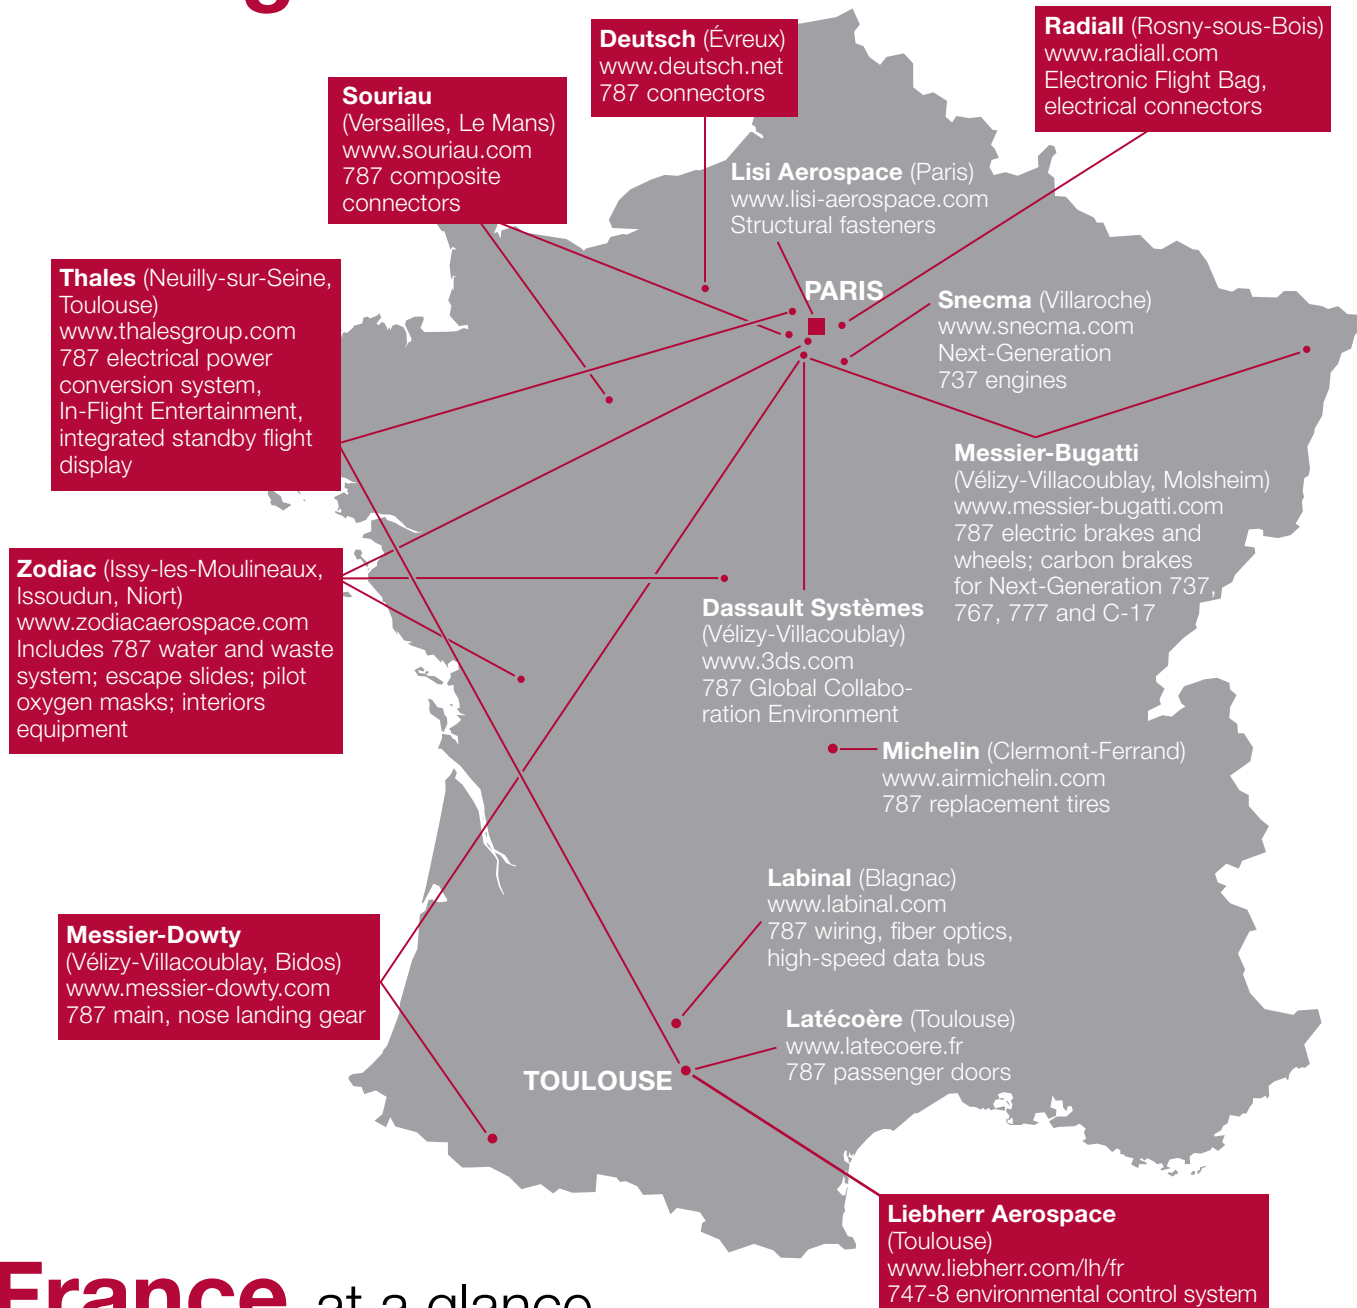 Deutsch (Évreux)
www.deutsch.net
787 connectors
Radiall (Rosny-sous-Bois)
www.radiall.com
Electronic Flight Bag,
electrical connectors
Souriau
(Versailles, Le Mans)
www.souriau.com
787 composite
connectors
Lisi Aerospace (Paris)
www.lisi-aerospace.com
Structural fasteners
Thales (Neuilly-sur-Seine,
Toulouse)
www.thalesgroup.com
787 electrical power
conversion system,
In-Flight Entertainment,
integrated standby flight
display
PARIS
Snecma (Villaroche)
www.snecma.com
Next-Generation
737 engines
Messier-Bugatti
(Vélizy-Villacoublay, Molsheim)
www.messier-bugatti.com
787 electric brakes and
wheels; carbon brakes
for Next-Generation 737,
767, 777 and C-17
Zodiac (Issy-les-Moulineaux,
Issoudun, Niort)
www.zodiacaerospace.com
Includes 787 water and waste
system; escape slides; pilot
oxygen masks; interiors
equipment
Dassault Systèmes
(Vélizy-Villacoublay)
www.3ds.com
787 Global Collabo-
ration Environment
Michelin (Clermont-Ferrand)
www.airmichelin.com
787 replacement tires
Labinal (Blagnac)
www.labinal.com
787 wiring, fiber optics,
high-speed data bus
Messier-Dowty
(Vélizy-Villacoublay, Bidos)
www.messier-dowty.com
787 main, nose landing gear
Latécoère (Toulouse)
www.latecoere.fr
787 passenger doors
TOULOUSE
Liebherr Aerospace
(Toulouse)
www.liebherr.com/lh/fr
747-8 environmental control system
France at a glance